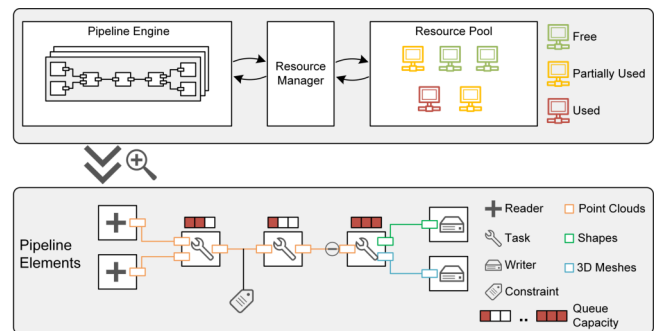 Pipeline Engine
Resource
Manager
Resource Pool
Free
Partially Used
Used
Pipeline
Elements
Reader
Point Clouds
Task
Shapes
Writer
3D Meshes
Constraint
..
Queue
Capacity